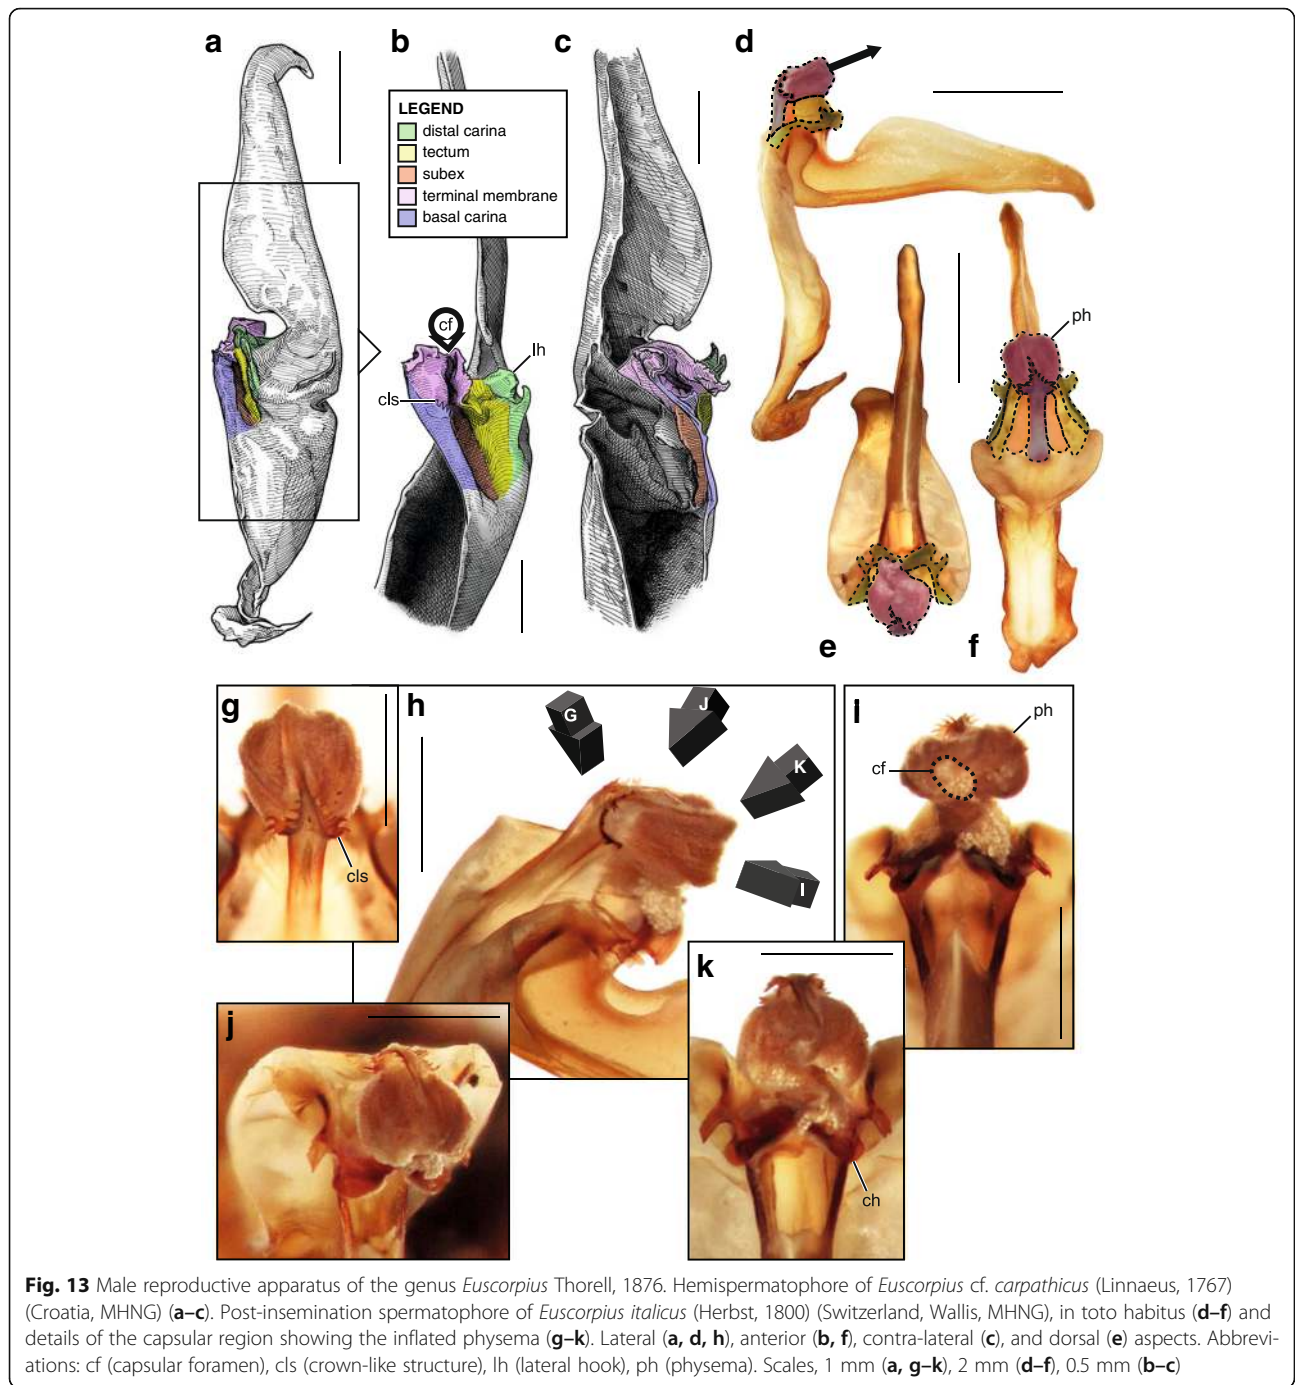 a
b
c
d
LEGEND
distal carina
tectum
subex
terminal membrane
basal carina
cf
lh
cls
ph
e
f
g
h
G
J
K
I
i
ph
cf
cls
j
k
ch
Fig. 13 Male reproductive apparatus of the genus Euscorpius Thorell, 1876. Hemispermatophore of Euscorpius cf. carpathicus (Linnaeus, 1767)
(Croatia, MHNG) (a–c). Post-insemination spermatophore of Euscorpius italicus (Herbst, 1800) (Switzerland, Wallis, MHNG), in toto habitus (d–f) and
details of the capsular region showing the inflated physema (g–k). Lateral (a, d, h), anterior (b, f), contra-lateral (c), and dorsal (e) aspects. Abbrevi-
ations: cf (capsular foramen), cls (crown-like structure), lh (lateral hook), ph (physema). Scales, 1 mm (a, g–k), 2 mm (d–f), 0.5 mm (b–c)